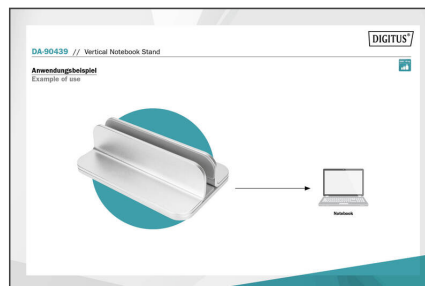 DIGITUS®
DA-90439 // Vertical Notebook Stand
Anwendungsbeispiel
Example of use
Notebook